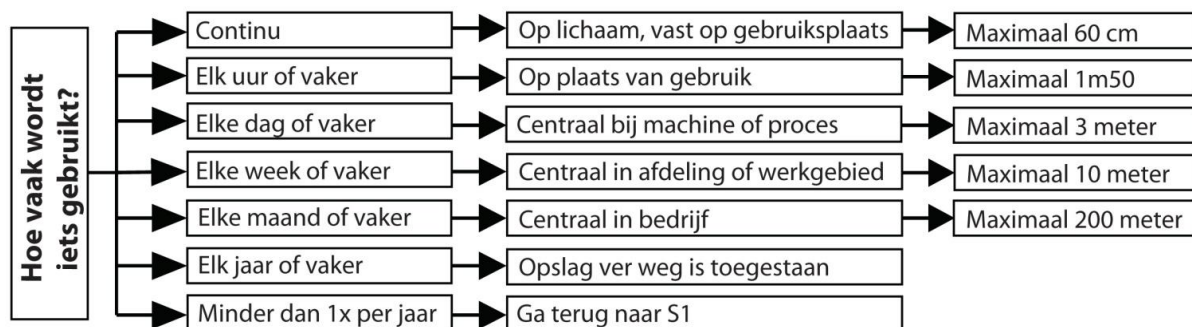 Hoe vaak wordt
iets gebruikt?
Continu
Op lichaam, vast op gebruiksplaats
Maximaal 60 cm
Elk uur of vaker
Op plaats van gebruik
Maximaal 1m50
Elke dag of vaker
Centraal bij machine of proces
Maximaal 3 meter
Elke week of vaker
Centraal in afdeling of werkgebied
Maximaal 10 meter
Elke maand of vaker
Centraal in bedrijf
Maximaal 200 meter
Elk jaar of vaker
Opslag ver weg is toegestaan
Minder dan 1x per jaar
Ga terug naar S1